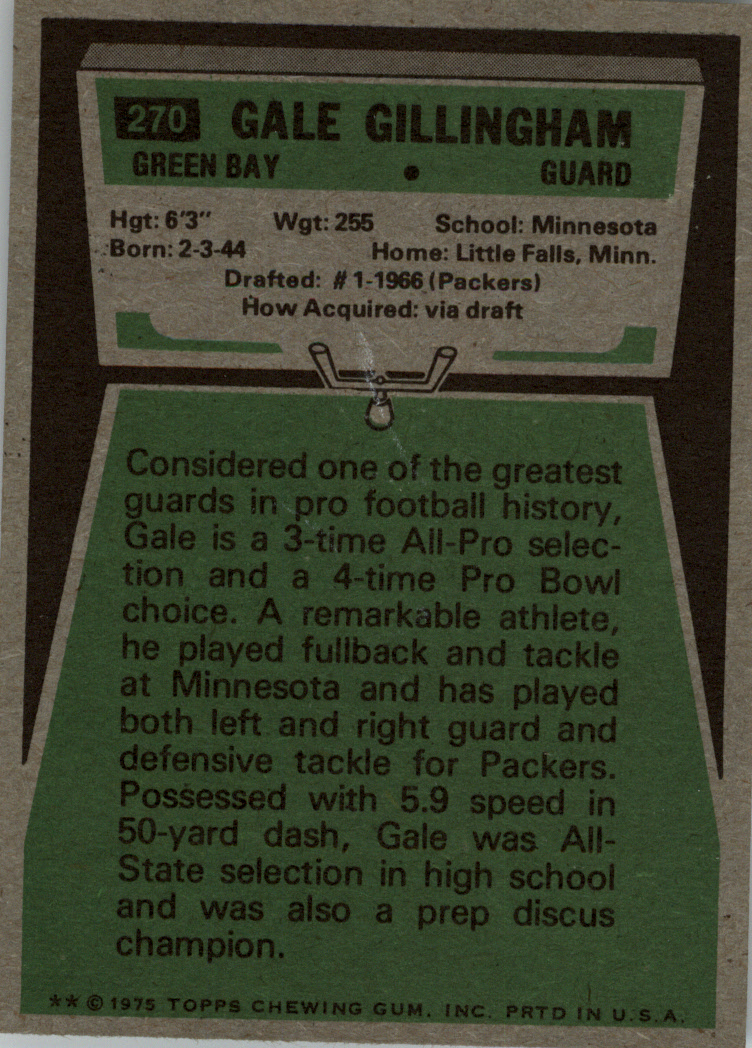 270 GALE GILLINGHAM
GREEN BAY • GUARD
Hgt: 6'3" Wgt: 255 School: Minnesota
Born: 2-3-44 Home: Little Falls, Minn.
Drafted: #1-1966 (Packers)
How Acquired: via draft
Considered one of the greatest
guards in pro football history,
Gale is a 3-time All-Pro selec-
tion and a 4-time Pro Bowl
choice. A remarkable athlete,
he played fullback and tackle
at Minnesota and has played
both left and right guard and
defensive tackle for Packers.
Possessed with 5.9 speed in
50-yard dash, Gale was All-
State selection in high school
and was also a prep discus
champion.
** © 1975 TOPPS CHEWING GUM, INC. PRTD IN U.S.A.